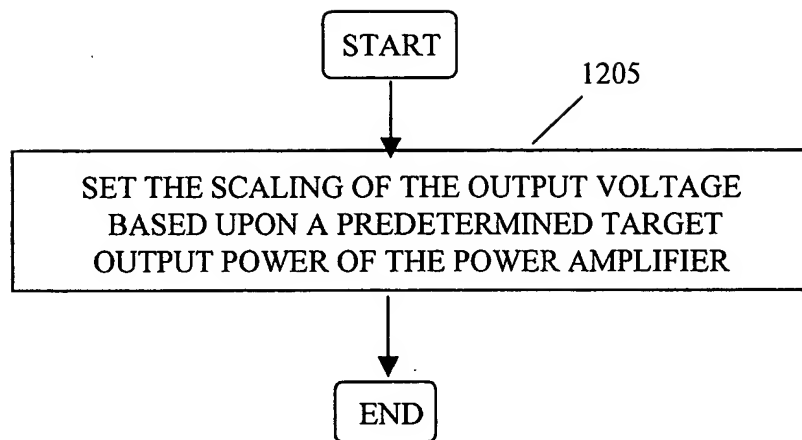 START
1205
SET THE SCALING OF THE OUTPUT VOLTAGE
BASED UPON A PREDETERMINED TARGET
OUTPUT POWER OF THE POWER AMPLIFIER
END